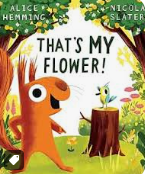 ALICE HEMMING
NICOLA SLATER
THAT'S MY
FLOWER!